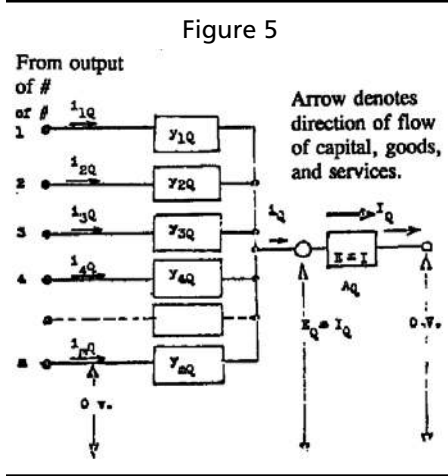 Figure 5
From output
of #
or #
Arrow denotes
direction of flow
of capital, goods,
and services.
1
i1Q
y1Q
2
i2Q
y2Q
3
i3Q
y3Q
4
i4Q
y4Q
iQ
IQ
E = I
AQ
EQ = IQ
0 V.
y
0 v.